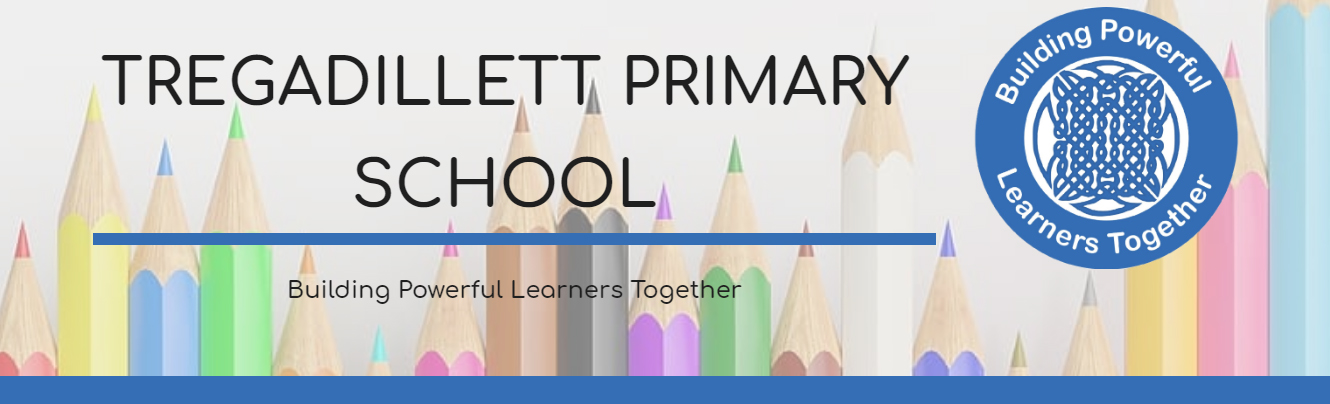 TREGADILLETT PRIMARY
SCHOOL
Building Powerful Learners Together
Building Powerful
Learners Together